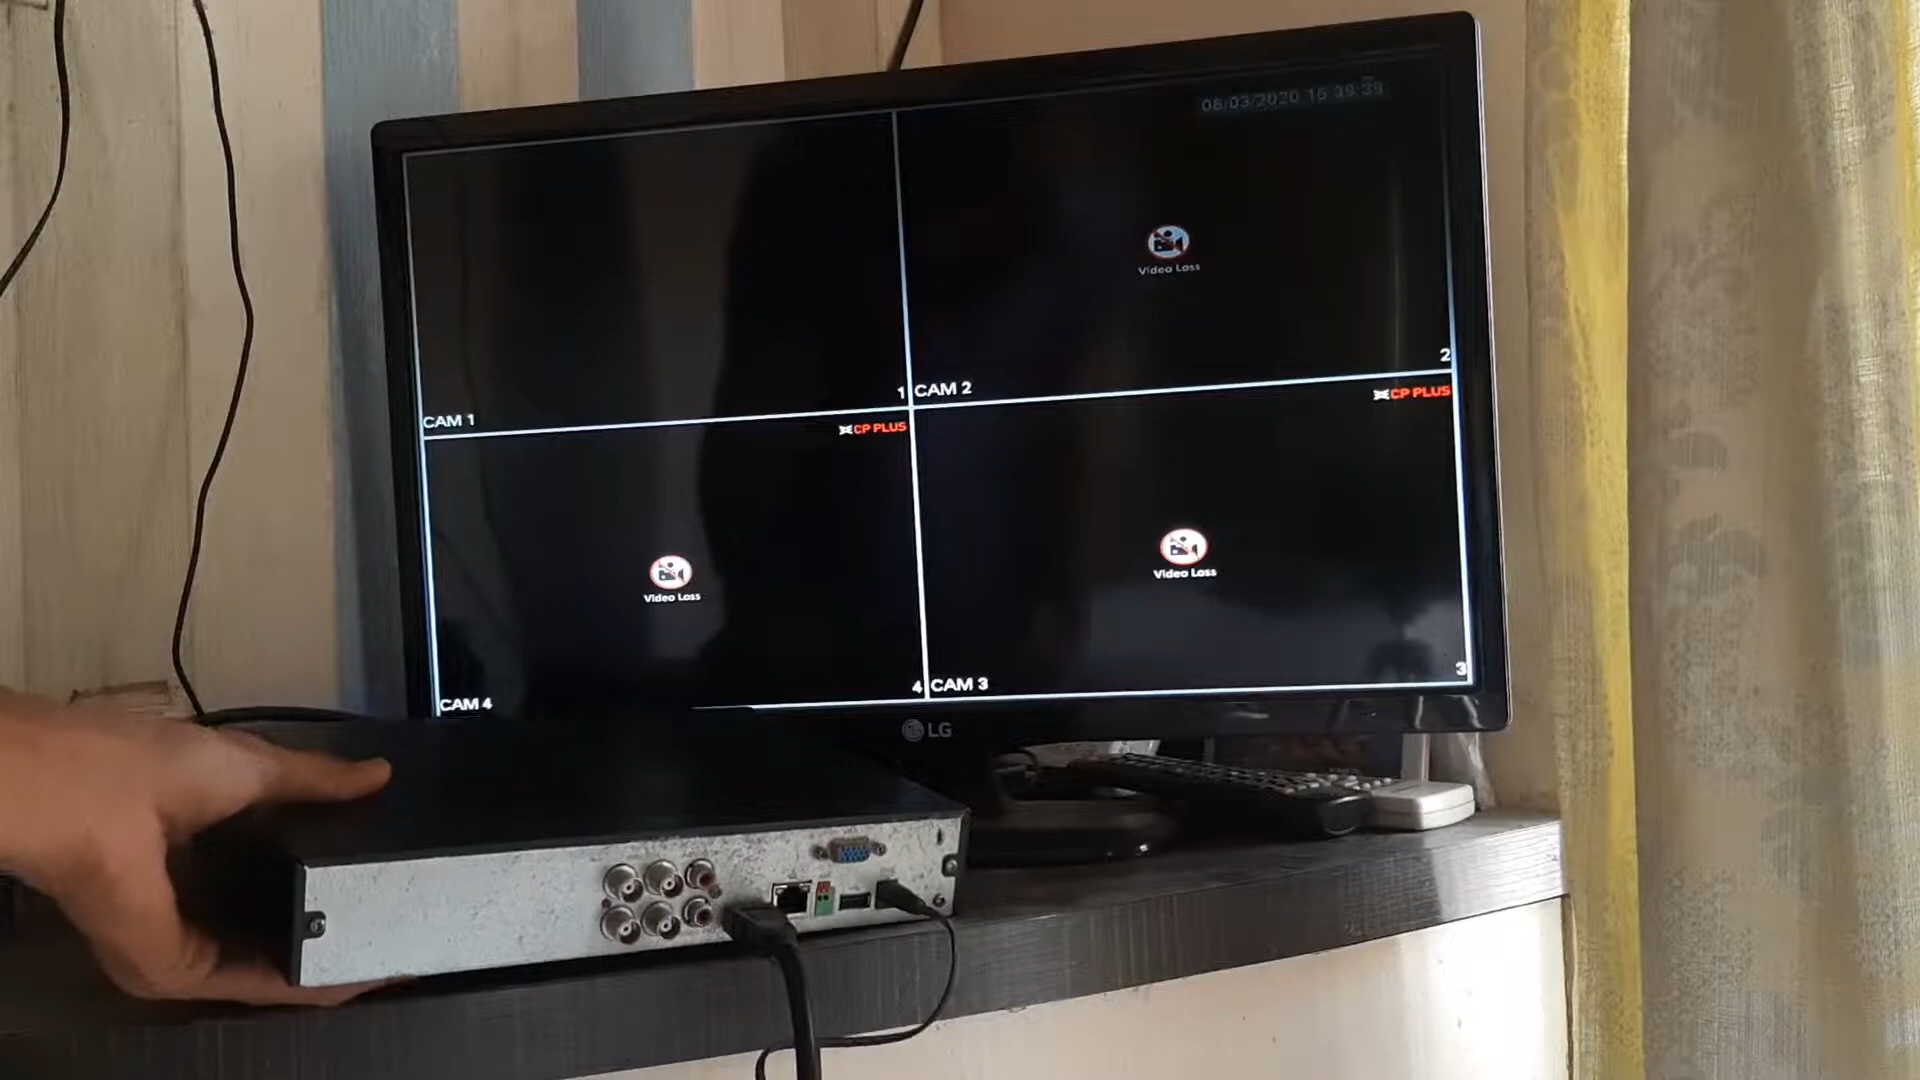 06/03/2020 15:39:39
Video Loss
2
1
CAM 2
CAM 1
CP PLUS
CP PLUS
Video Loss
Video Loss
3
4
CAM 3
CAM 4
LG